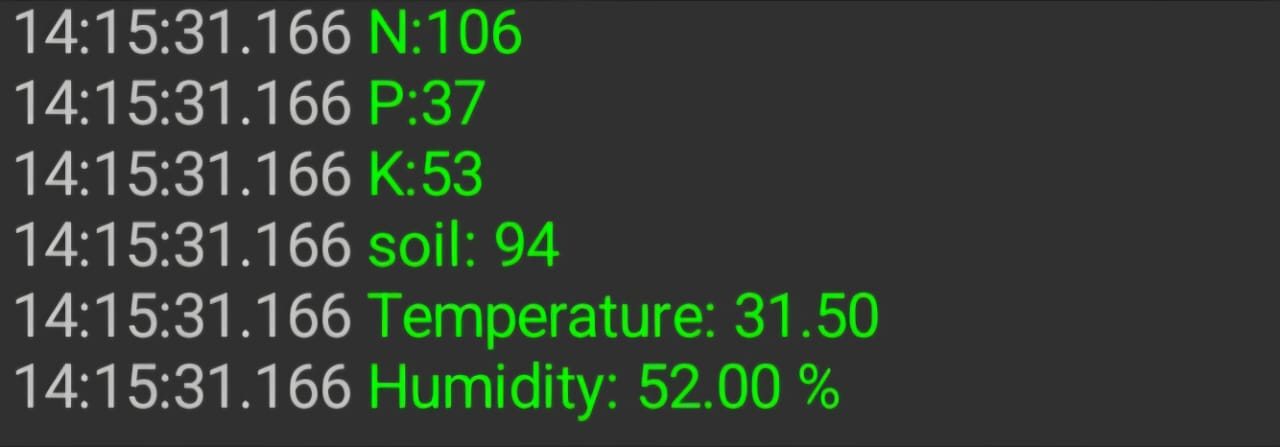 14:15:31.166 N:106
14:15:31.166 P:37
14:15:31.166 K:53
14:15:31.166 soil: 94
14:15:31.166 Temperature: 31.50
14:15:31.166 Humidity: 52.00 %